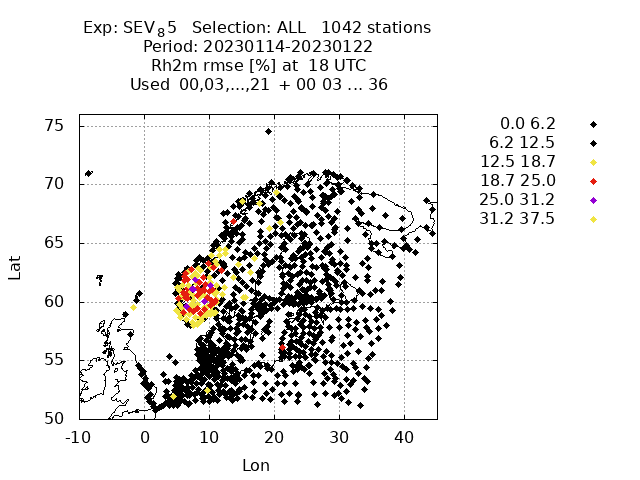 Exp: SEV8 5 Selection: ALL 1042 stations
Period: 20230114-20230122
Rh2m rmse [%] at 18 UTC
Used 00,03,...,21 + 00 03 ... 36
75
70
65
60
55
50
-10 0 10 20 30 40
Lat
Lon
0.0 6.2
6.2 12.5
12.5 18.7
18.7 25.0
25.0 31.2
31.2 37.5